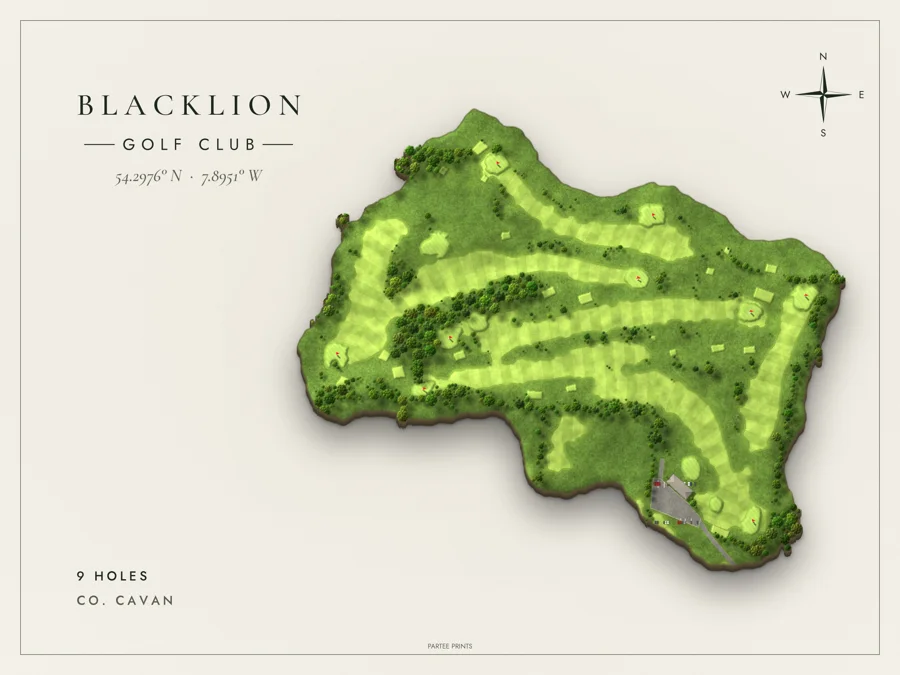 BLACKLION
GOLF CLUB
54.2976° N · 7.8951° W
N
W E
S
9 HOLES
CO. CAVAN
PARTEE PRINTS